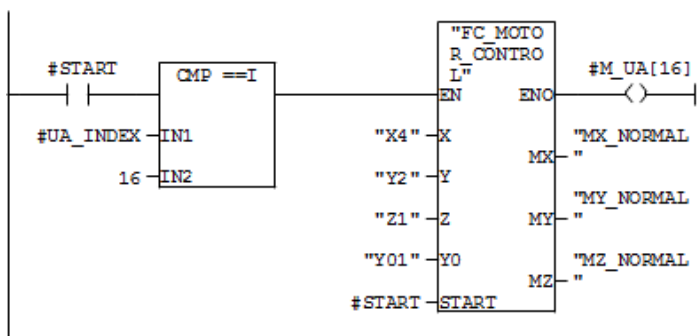 "FC_MOTO
R_CONTRO
L"
#START
CMP ==I
#M_UA[16]
EN ENO
#UA_INDEX IN1
"X4" X
"MX_NORMAL
MX "
16 IN2
"Y2" Y
"MY_NORMAL
"Z1" Z
MY "
"Y01" Y0
"MZ_NORMAL
MZ "
#START START